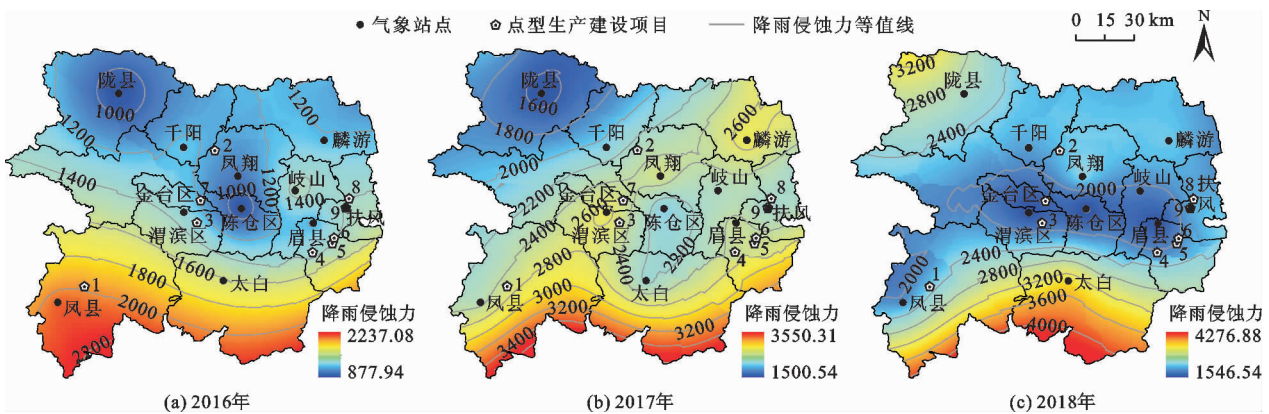 气象站点 点型生产建设项目 降雨侵蚀力等值线 0 15 30 km N
陇县
1000
1200
1200
千阳
2
麟游
凤翔
1400
1000
岐山
1400
金台区
7
8
陈仓区
9
扶风
3
渭滨区
眉县
6
5
4
1600
1800
太白
1
2000
凤县
2200
降雨侵蚀力
2237.08
877.94
(a) 2016年
陇县
1600
1800
2600
千阳
2
麟游
2000
凤翔
2200
岐山
金台区
7
8
2600
陈仓区
9
扶风
3
渭滨区
2400
眉县
6
5
2200
2400
4
2800
太白
1
3000
凤县
3200
3200
3400
降雨侵蚀力
3550.31
1500.54
(b) 2017年
3200
陇县
2800
2400
千阳
2
麟游
凤翔
2000
岐山
金台区
7
8
扶风
陈仓区
9
3
渭滨区
眉县
6
5
2400
4
2000
2800
1
3200
太白
凤县
3600
4000
降雨侵蚀力
4276.88
1546.54
(c) 2018年